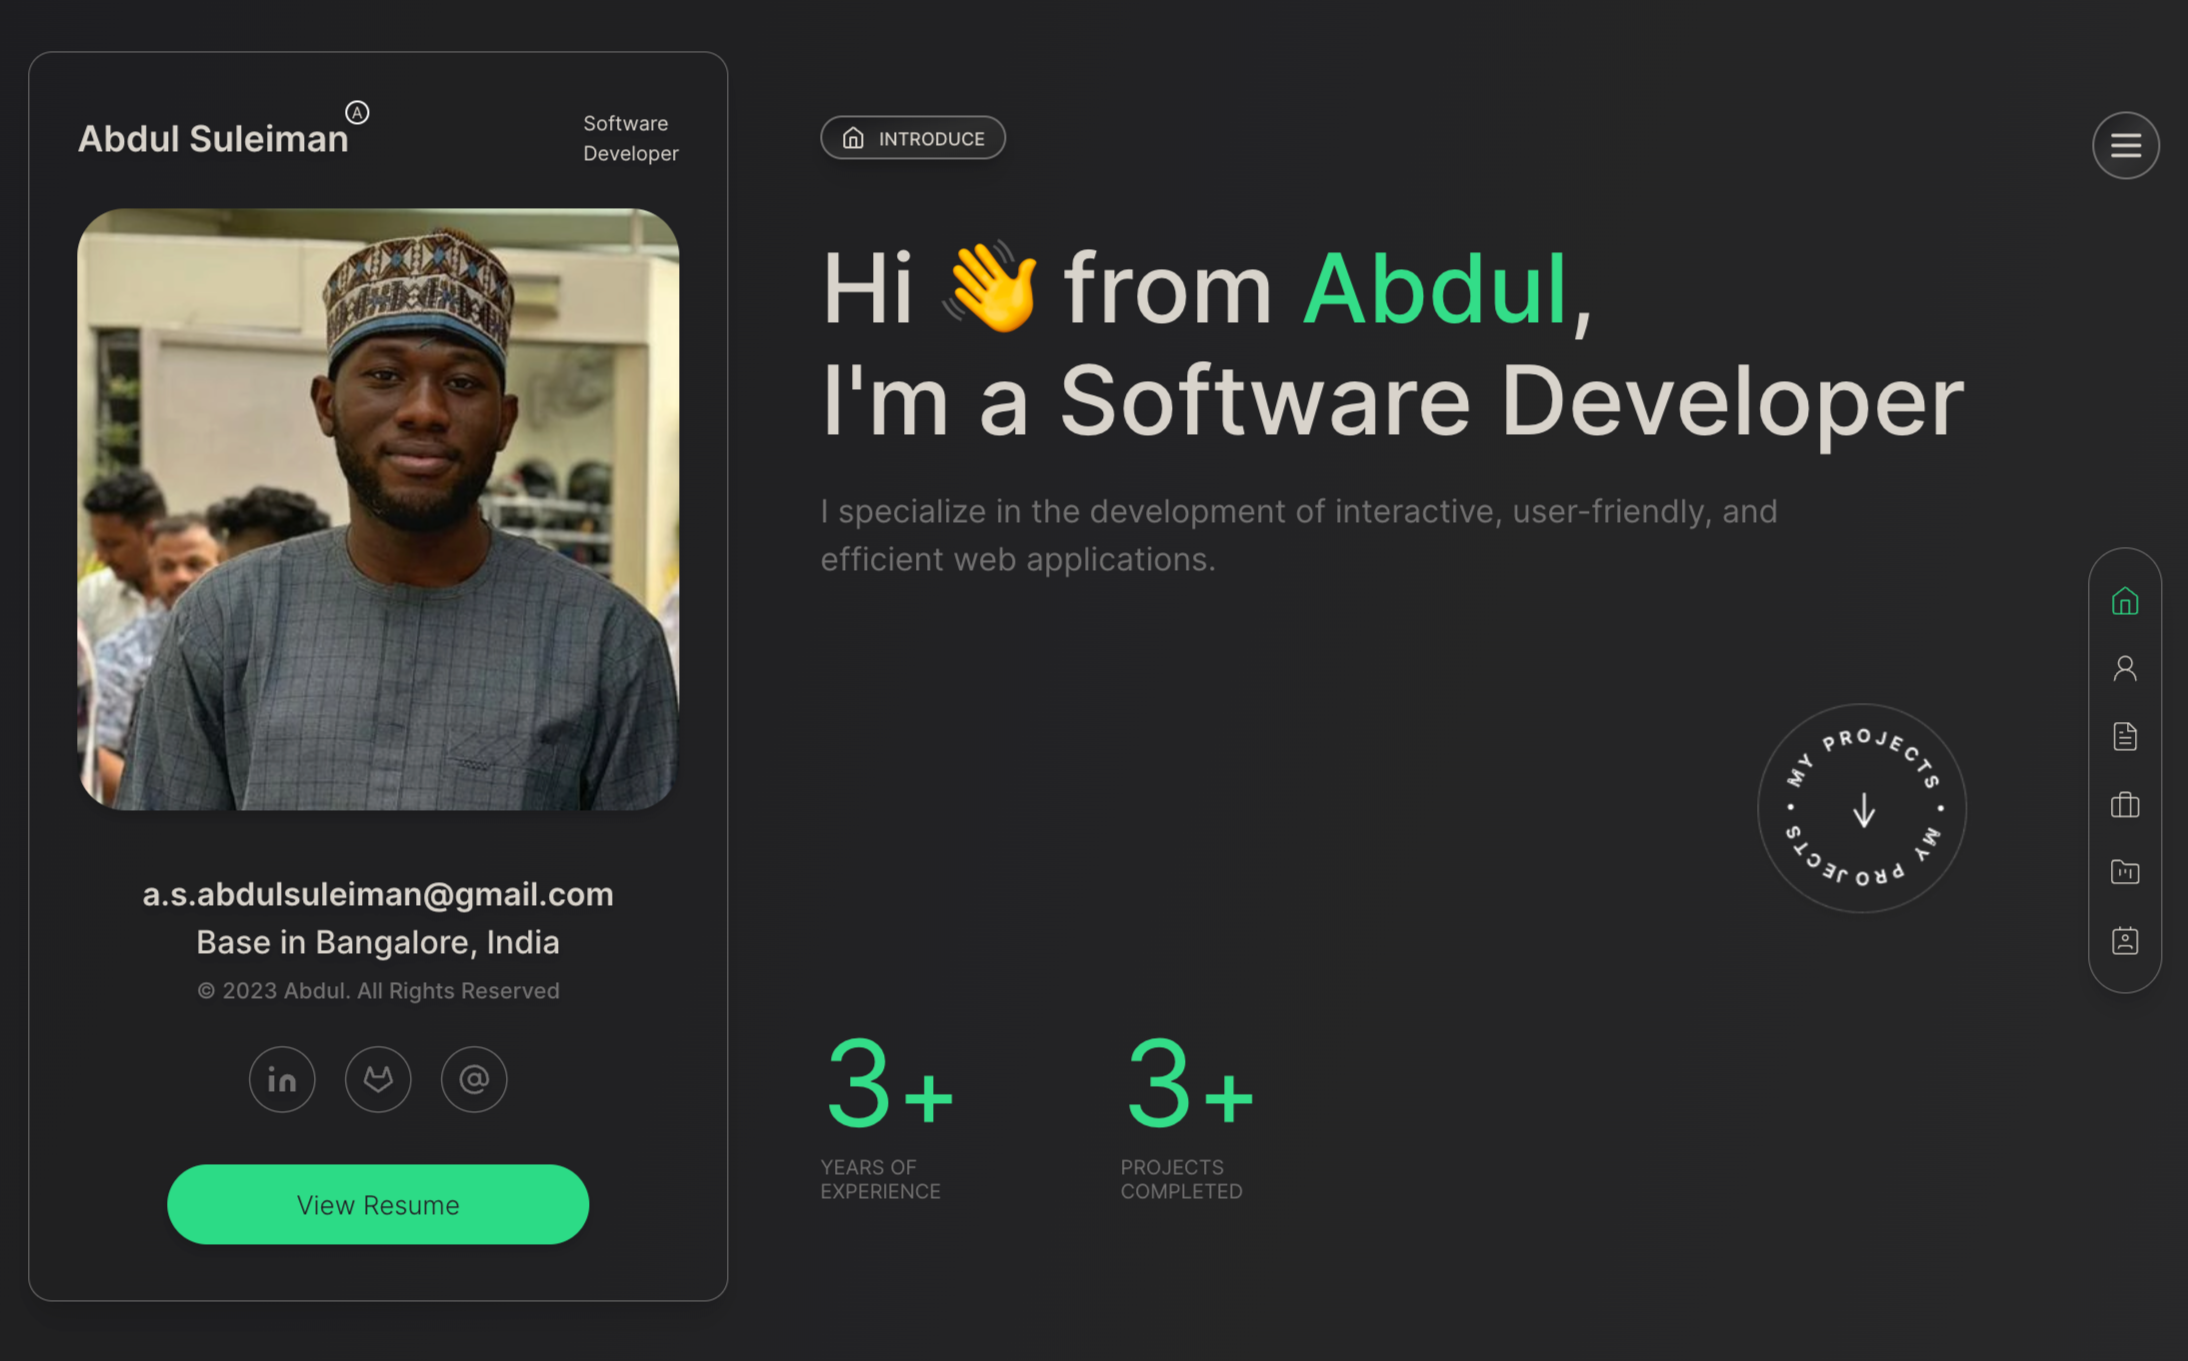 Abdul Suleiman
A
Software
Developer
a.s.abdulsuleiman@gmail.com
Base in Bangalore, India
© 2023 Abdul. All Rights Reserved
in
@
View Resume
INTRODUCE
Hi 👋 from Abdul,
I'm a Software Developer
I specialize in the development of interactive, user-friendly, and
efficient web applications.
MY PROJECTS • MY PROJECTS •
3+
YEARS OF
EXPERIENCE
3+
PROJECTS
COMPLETED